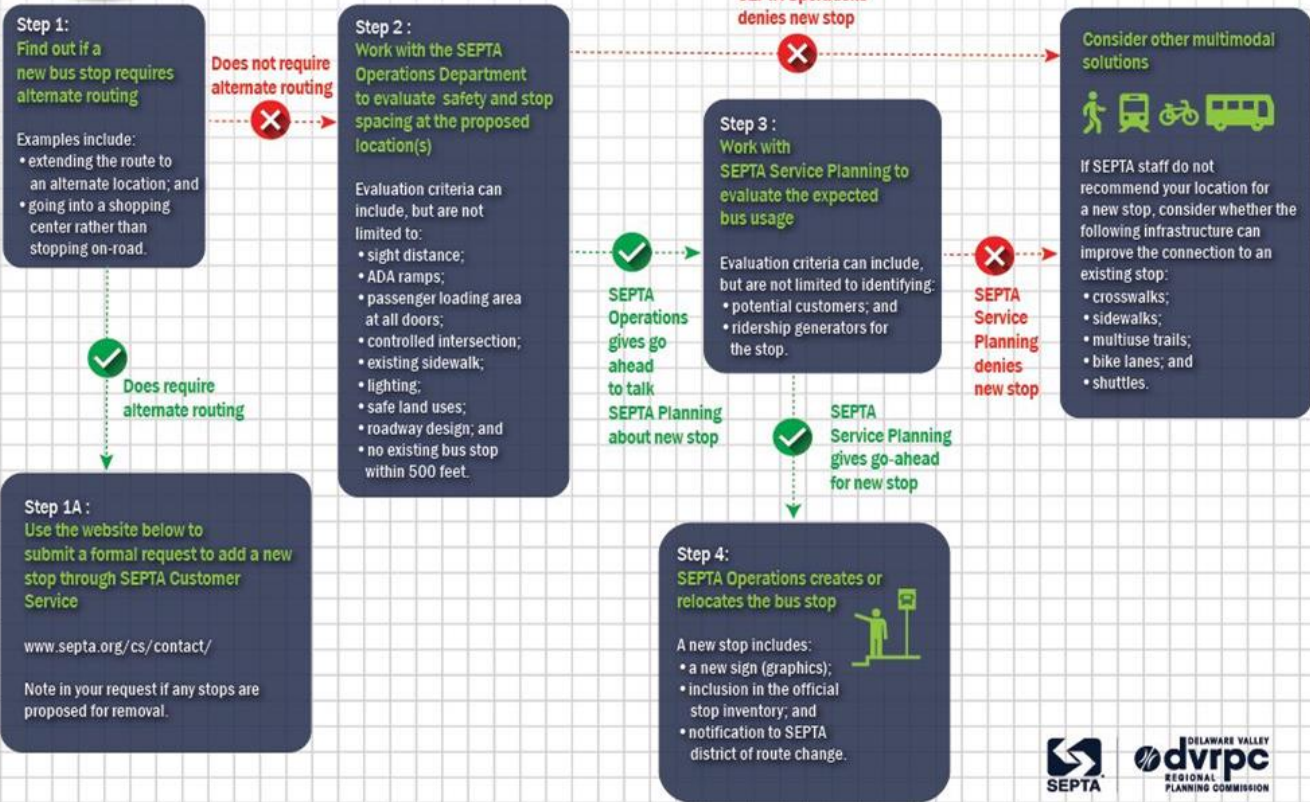 Step 1:
Find out if a
new bus stop requires
alternate routing
Examples include:
• extending the route to
an alternate location; and
• going into a shopping
center rather than
stopping on-road.
Does not require
alternate routing
Does require
alternate routing
Step 1A :
Use the website below to
submit a formal request to add a new
stop through SEPTA Customer
Service
www.septa.org/cs/contact/
Note in your request if any stops are
proposed for removal.
Step 2 :
Work with the SEPTA
Operations Department
to evaluate safety and stop
spacing at the proposed
location(s)
Evaluation criteria can
include, but are not
limited to:
• sight distance;
• ADA ramps;
• passenger loading area
at all doors;
• controlled intersection;
• existing sidewalk;
• lighting;
• safe land uses;
• roadway design; and
• no existing bus stop
within 500 feet.
denies new stop
SEPTA
Operations
gives go
ahead
to talk
SEPTA Planning
about new stop
Step 3 :
Work with
SEPTA Service Planning to
evaluate the expected
bus usage
Evaluation criteria can include,
but are not limited to identifying:
• potential customers; and
• ridership generators for
the stop.
SEPTA
Service
Planning
denies
new stop
SEPTA
Service Planning
gives go-ahead
for new stop
Step 4:
SEPTA Operations creates or
relocates the bus stop
A new stop includes:
• a new sign (graphics);
• inclusion in the official
stop inventory; and
• notification to SEPTA
district of route change.
Consider other multimodal
solutions
If SEPTA staff do not
recommend your location for
a new stop, consider whether the
following infrastructure can
improve the connection to an
existing stop:
• crosswalks;
• sidewalks;
• multiuse trails;
• bike lanes; and
• shuttles.
SEPTA
DELAWARE VALLEY
dvrpc
REGIONAL
PLANNING COMMISSION